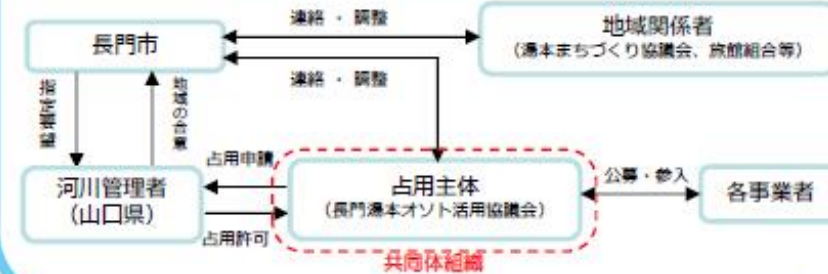 連絡・調整
地域関係者
(湯本まちづくり協議会、旅館組合等)
長門市
連絡・調整
地域の合意
占用申請
河川管理者
(山口県)
占用主体
(長門湯本オソト活用協議会)
公募・参入
各事業者
占用許可
共同体組織